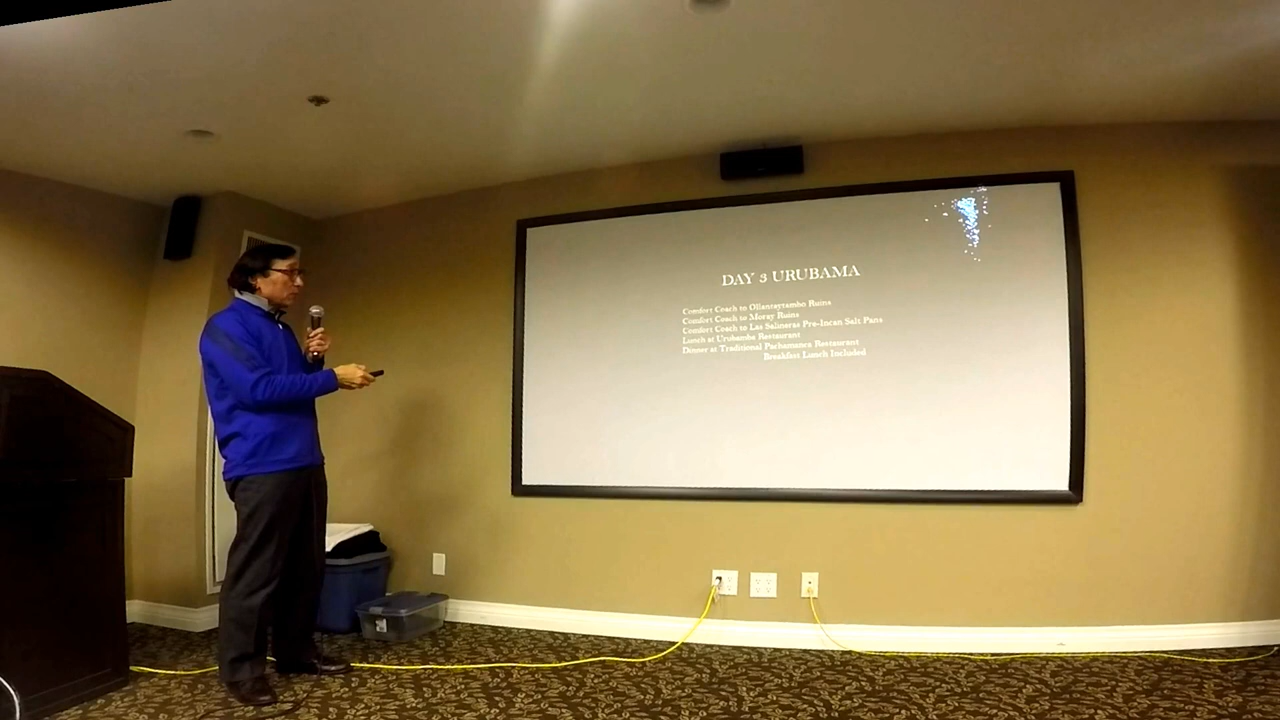 DAY 3 URUBAMA
Comfort Coach to Ollantaytambo Ruins
Comfort Coach to Moray Ruins
Comfort Coach to Las Salineras Pre-Incan Salt Pans
Lunch at Urubamba Restaurant
Dinner at Traditional Pachamanca Restaurant
Breakfast Lunch Included